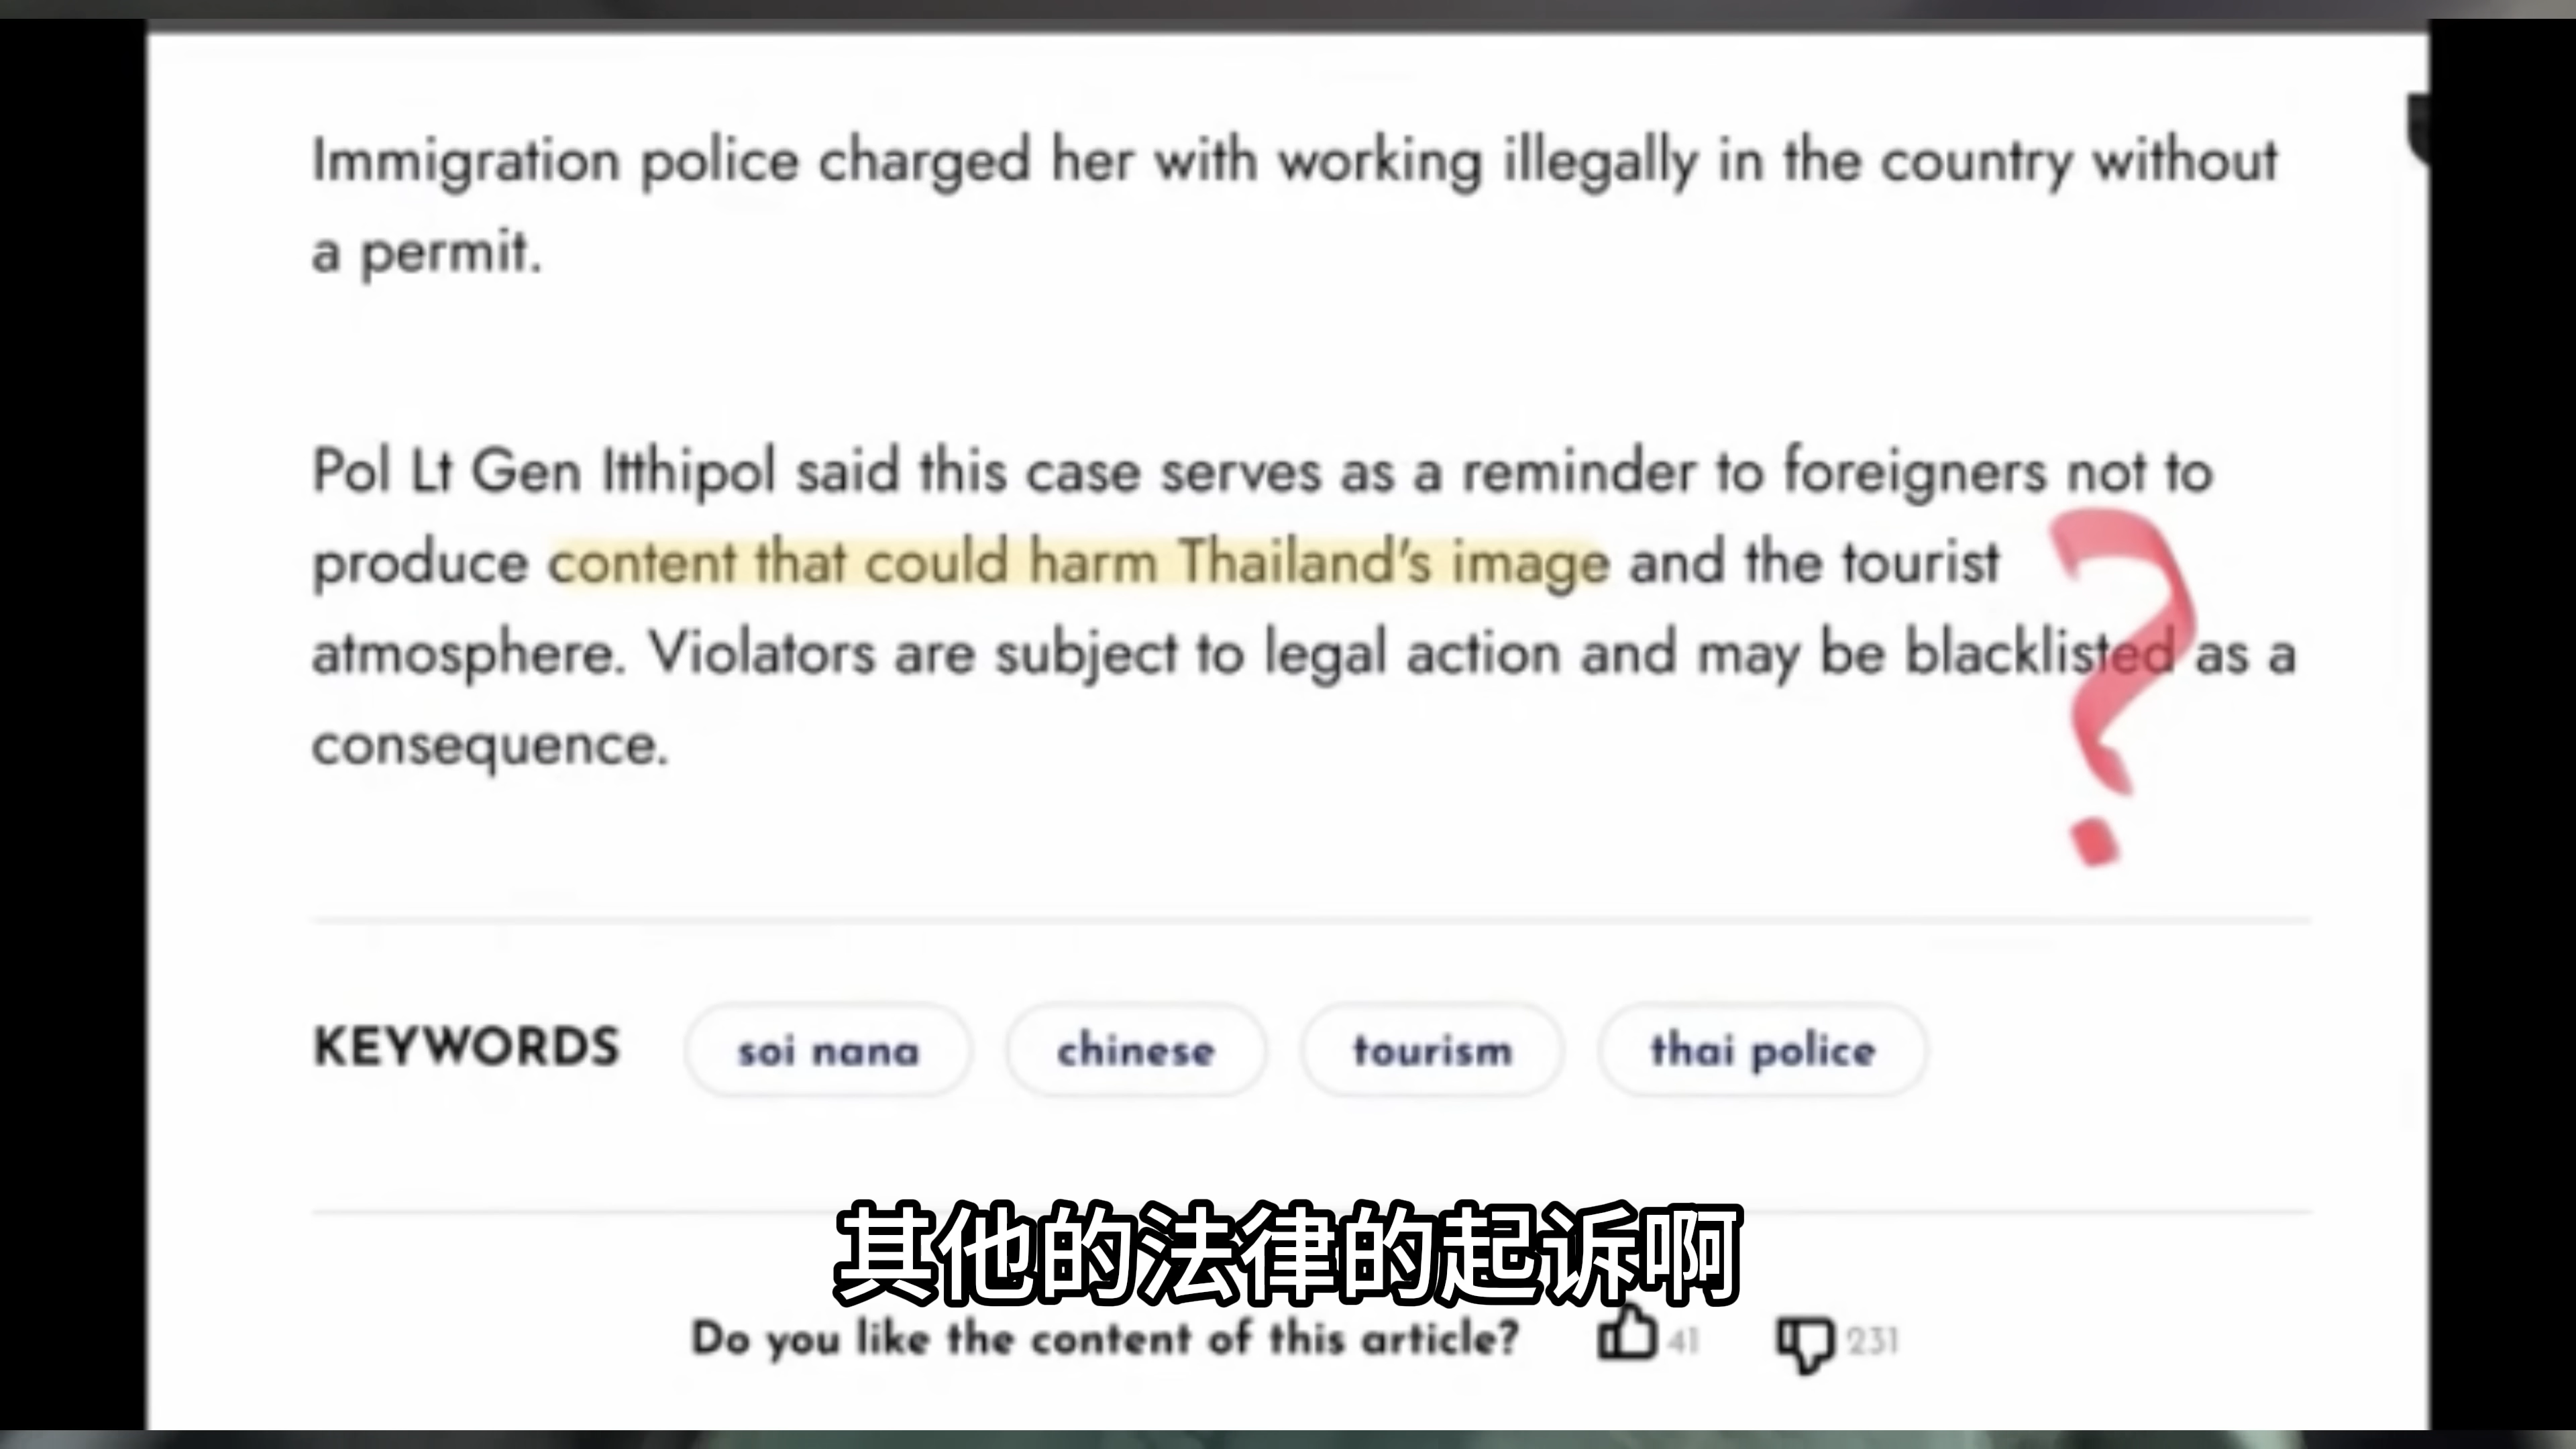 Immigration police charged her with working illegally in the country without
a permit.
Pol Lt Gen Itthipol said this case serves as a reminder to foreigners not to
produce content that could harm Thailand's image and the tourist
atmosphere. Violators are subject to legal action and may be blacklisted as a
consequence.
?
KEYWORDS soi nana chinese tourism thai police
其他的法律的起诉啊
Do you like the content of this article? 41 231